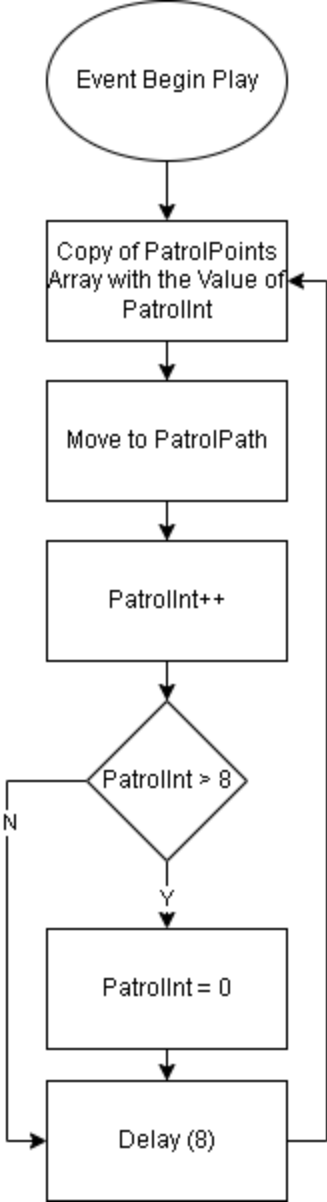 Event Begin Play
Copy of PatrolPoints
Array with the Value of
PatrolInt
Move to PatrolPath
PatrolInt++
PatrolInt > 8
N
Y
PatrolInt = 0
Delay (8)